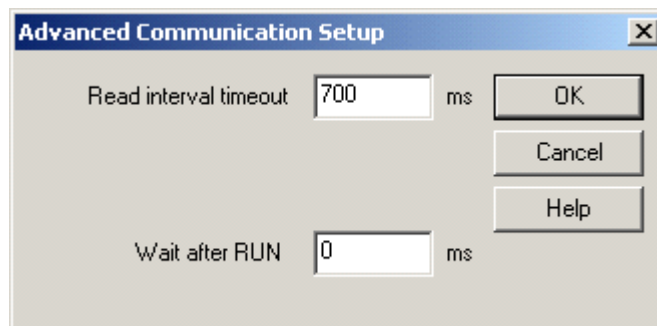 Advanced Communication Setup
Read interval timeout 700 ms OK
Cancel
Help
Wait after RUN 0 ms